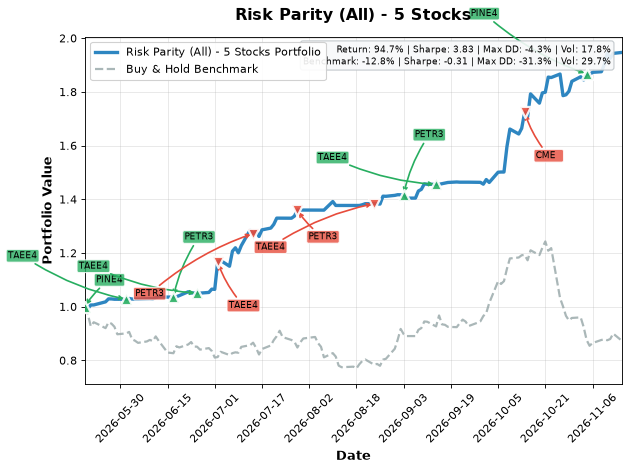 Risk Parity (All) - 5 Stocks
PINE4
Risk Parity (All) - 5 Stocks Portfolio
Buy & Hold Benchmark
Return: 94.7% | Sharpe: 3.83 | Max DD: -4.3% | Vol: 17.8%
Benchmark: -12.8% | Sharpe: -0.31 | Max DD: -31.3% | Vol: 29.7%
Portfolio Value
2.0
1.8
1.6
1.4
1.2
1.0
0.8
PETR3
TAEE4
CME
TAEE4
PETR3
PETR3
TAEE4
TAEE4
PINE4
PETR3
TAEE4
2026-05-30
2026-06-15
2026-07-01
2026-07-17
2026-08-02
2026-08-18
2026-09-03
2026-09-19
2026-10-05
2026-10-21
2026-11-06
Date